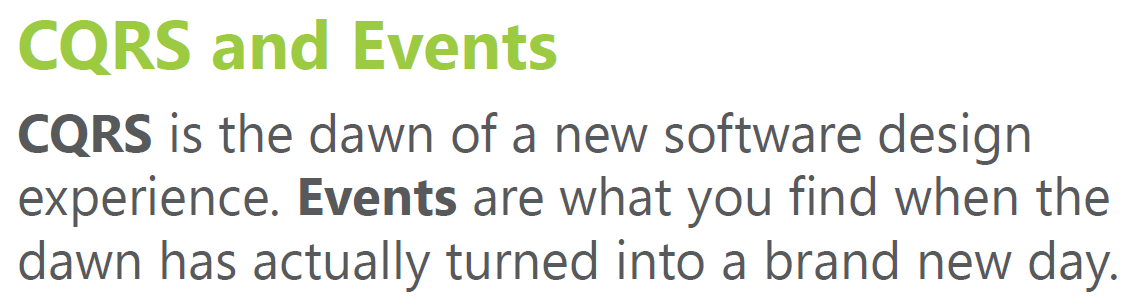 CQRS and Events
CQRS is the dawn of a new software design
experience. Events are what you find when the
dawn has actually turned into a brand new day.